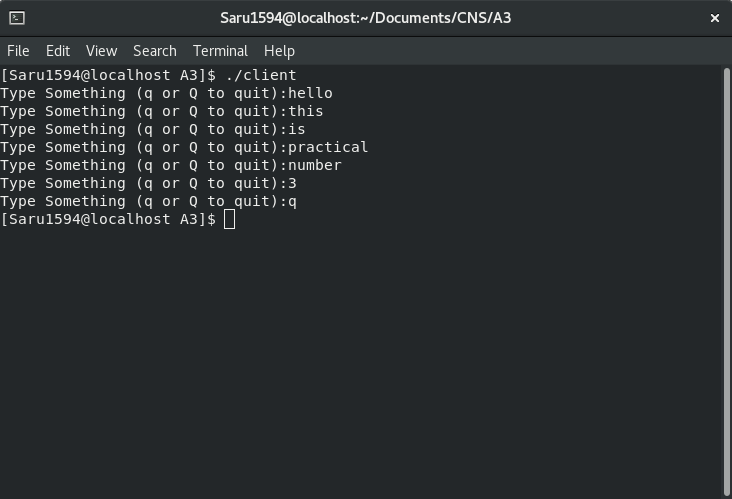 Saru1594@localhost:~/Documents/CNS/A3
File Edit View Search Terminal Help
[Saru1594@localhost A3]$ ./client
Type Something (q or Q to quit):hello
Type Something (q or Q to quit):this
Type Something (q or Q to quit):is
Type Something (q or Q to quit):practical
Type Something (q or Q to quit):number
Type Something (q or Q to quit):3
Type Something (q or Q to quit):q
[Saru1594@localhost A3]$